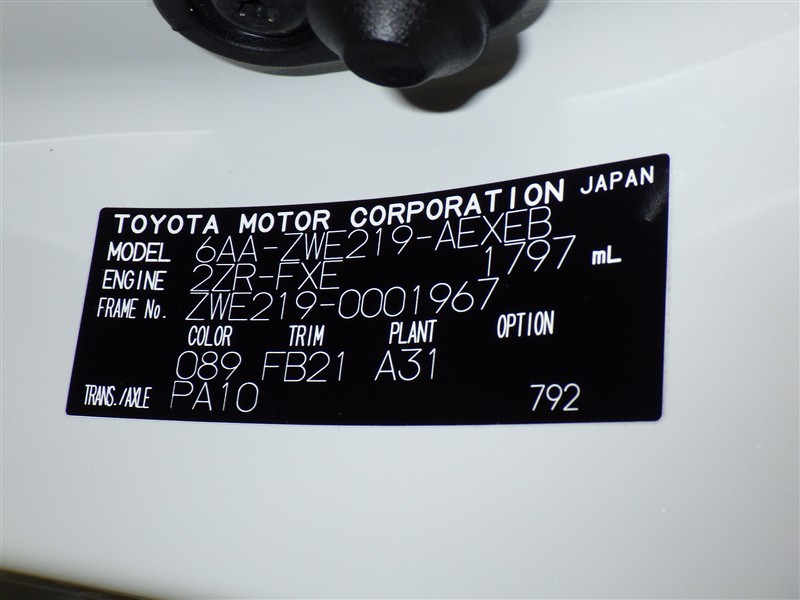 TOYOTA MOTOR CORPORATION JAPAN
MODEL 6AA-ZWE219-AEXEB
ENGINE 2ZR-FXE 1797 mL
FRAME No. ZWE219-0001967
COLOR TRIM PLANT OPTION
089 FB21 A31
TRANS./AXLE PA10 792